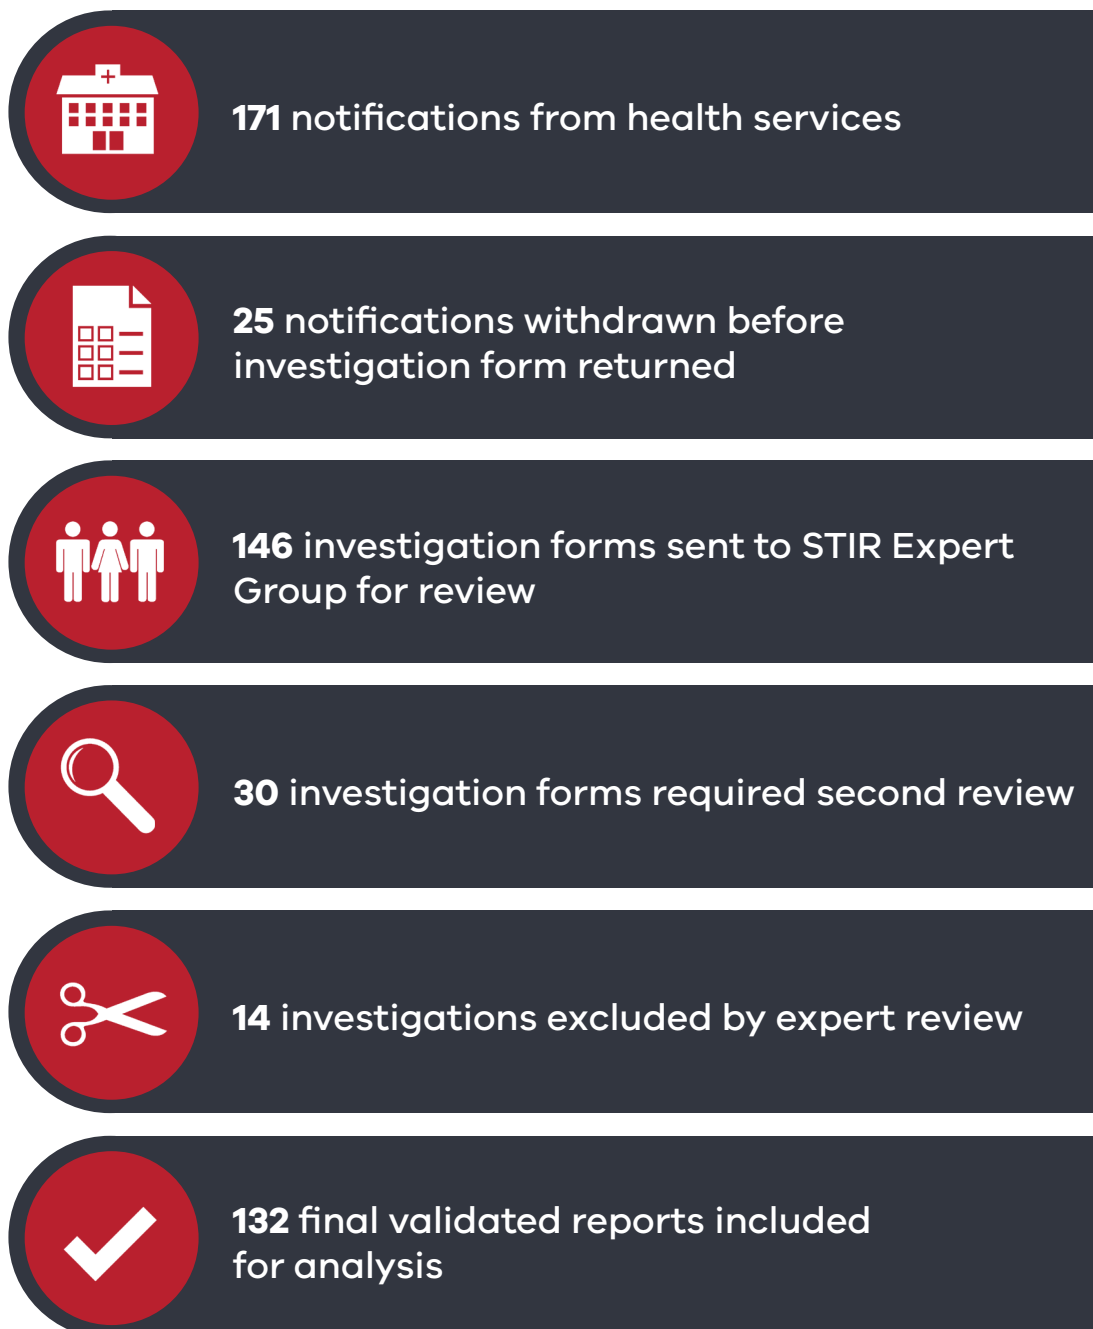 171 notifications from health services
25 notifications withdrawn before
investigation form returned
146 investigation forms sent to STIR Expert
Group for review
30 investigation forms required second review
14 investigations excluded by expert review
132 final validated reports included
for analysis